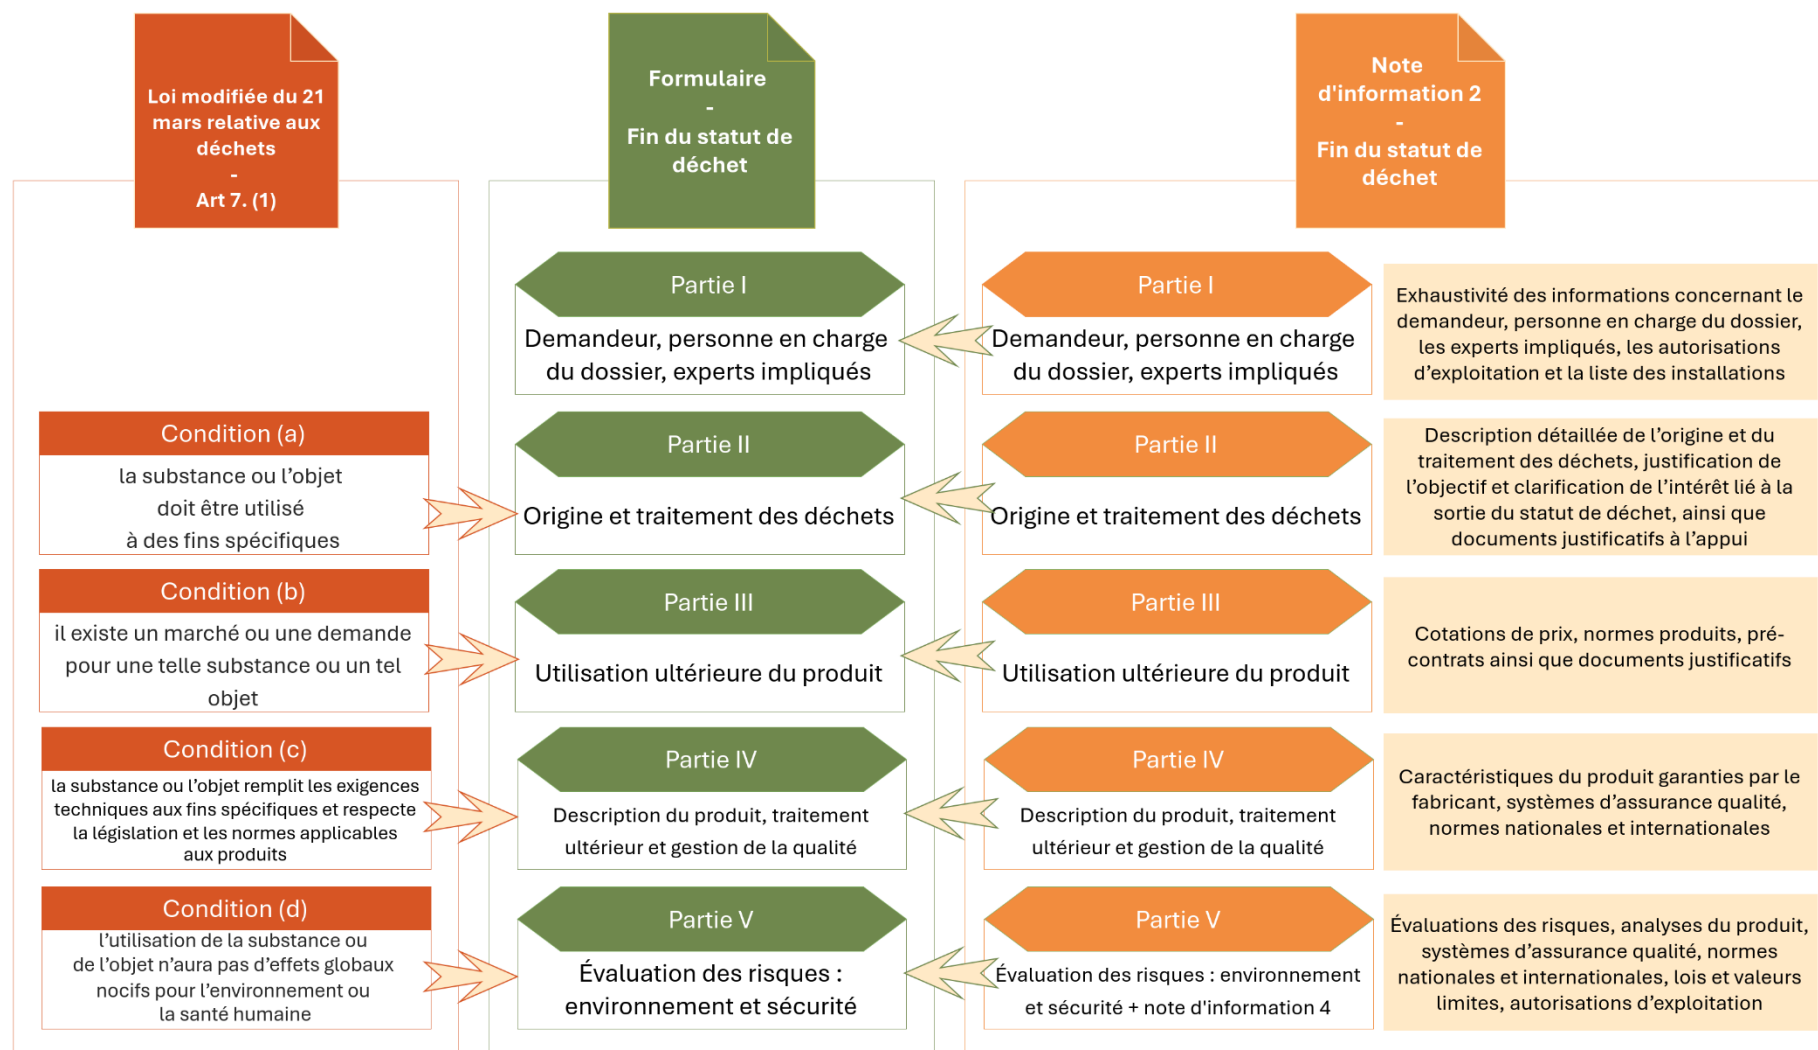 Loi modifiée du 21
mars relative aux
déchets
-
Art 7. (1)
Formulaire
-
Fin du statut de
déchet
Note
d'information 2
-
Fin du statut de
déchet
Partie I
Demandeur, personne en charge
du dossier, experts impliqués
Partie I
Demandeur, personne en charge
du dossier, experts impliqués
Exhaustivité des informations concernant le
demandeur, personne en charge du dossier,
les experts impliqués, les autorisations
d’exploitation et la liste des installations
Condition (a)
la substance ou l’objet
doit être utilisé
à des fins spécifiques
Partie II
Origine et traitement des déchets
Partie II
Origine et traitement des déchets
Description détaillée de l’origine et du
traitement des déchets, justification de
l’objectif et clarification de l’intérêt lié à la
sortie du statut de déchet, ainsi que
documents justificatifs à l’appui
Condition (b)
il existe un marché ou une demande
pour une telle substance ou un tel
objet
Partie III
Utilisation ultérieure du produit
Partie III
Utilisation ultérieure du produit
Cotations de prix, normes produits, pré-
contrats ainsi que documents justificatifs
Condition (c)
la substance ou l’objet remplit les exigences
techniques aux fins spécifiques et respecte
la législation et les normes applicables
aux produits
Partie IV
Description du produit, traitement
ultérieur et gestion de la qualité
Partie IV
Description du produit, traitement
ultérieur et gestion de la qualité
Caractéristiques du produit garanties par le
fabricant, systèmes d’assurance qualité,
normes nationales et internationales
Condition (d)
l’utilisation de la substance ou
de l’objet n’aura pas d’effets globaux
nocifs pour l’environnement ou
la santé humaine
Partie V
Évaluation des risques :
environnement et sécurité
Partie V
Évaluation des risques : environnement
et sécurité + note d'information 4
Évaluations des risques, analyses du produit,
systèmes d’assurance qualité, normes
nationales et internationales, lois et valeurs
limites, autorisations d’exploitation